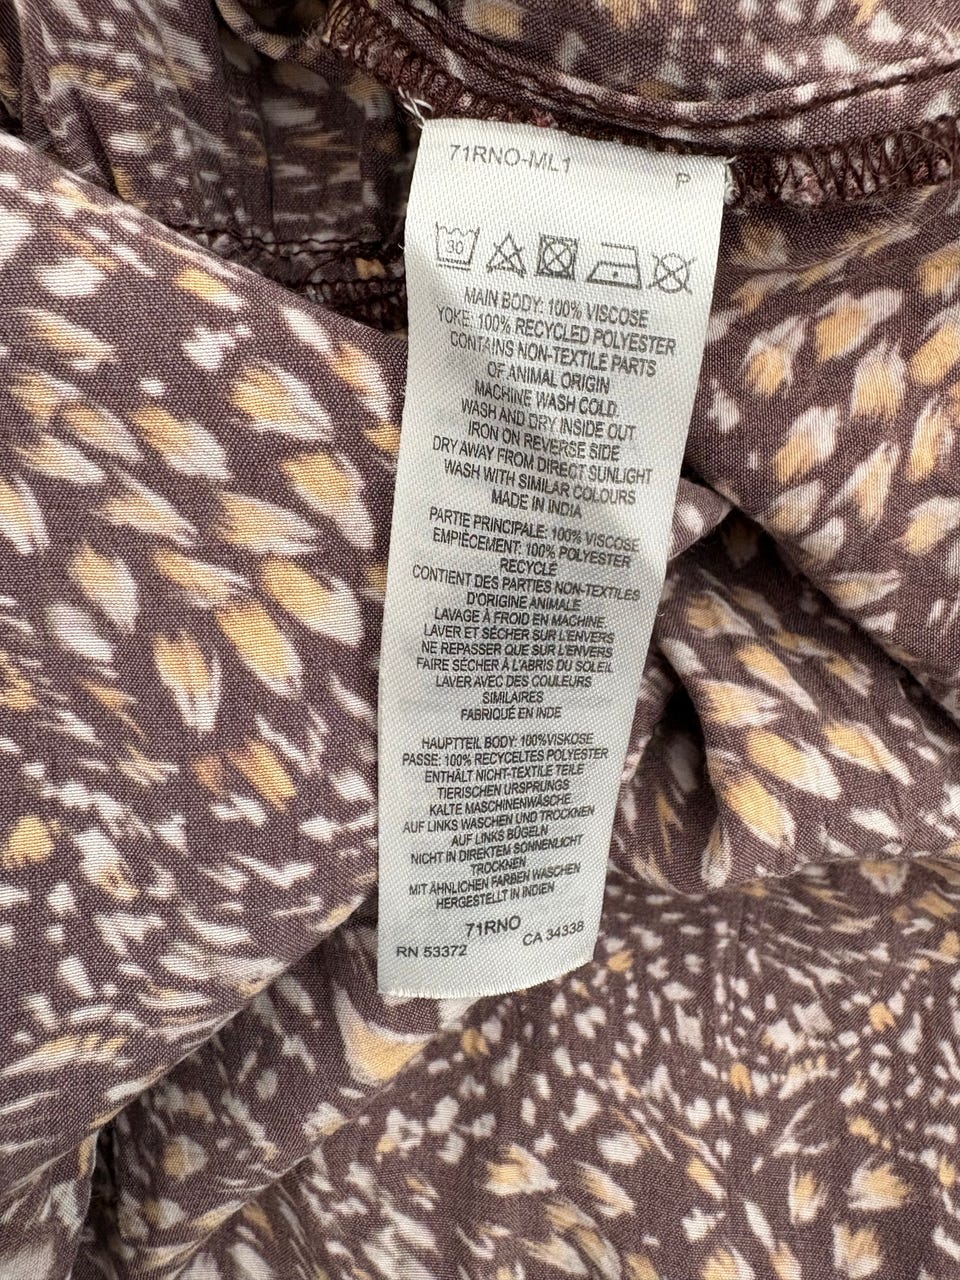 71RNO-ML1
P
30
MAIN BODY: 100% VISCOSE
YOKE: 100% RECYCLED POLYESTER
CONTAINS NON-TEXTILE PARTS
OF ANIMAL ORIGIN
MACHINE WASH COLD.
WASH AND DRY INSIDE OUT
IRON ON REVERSE SIDE
DRY AWAY FROM DIRECT SUNLIGHT
WASH WITH SIMILAR COLOURS
MADE IN INDIA
PARTIE PRINCIPALE: 100% VISCOSE
EMPIÈCEMENT: 100% POLYESTER
RECYCLÉ
CONTIENT DES PARTIES NON-TEXTILES
D'ORIGINE ANIMALE
LAVAGE À FROID EN MACHINE
LAVER ET SÉCHER SUR L'ENVERS
NE REPASSER QUE SUR L'ENVERS
FAIRE SÉCHER À L'ABRIS DU SOLEIL
LAVER AVEC DES COULEURS
SIMILAIRES
FABRIQUÉ EN INDE
HAUPTTEIL BODY: 100%VISKOSE
PASSE: 100% RECYCELTES POLYESTER
ENTHÄLT NICHT-TEXTILE TEILE
TIERISCHEN URSPRUNGS
KALTE MASCHINENWÄSCHE.
AUF LINKS WASCHEN UND TROCKNEN
AUF LINKS BÜGELN
NICHT IN DIREKTEM SONNENLICHT
TROCKNEN
MIT ÄHNLICHEN FARBEN WASCHEN
HERGESTELLT IN INDIEN
71RNO
RN 53372 CA 34338